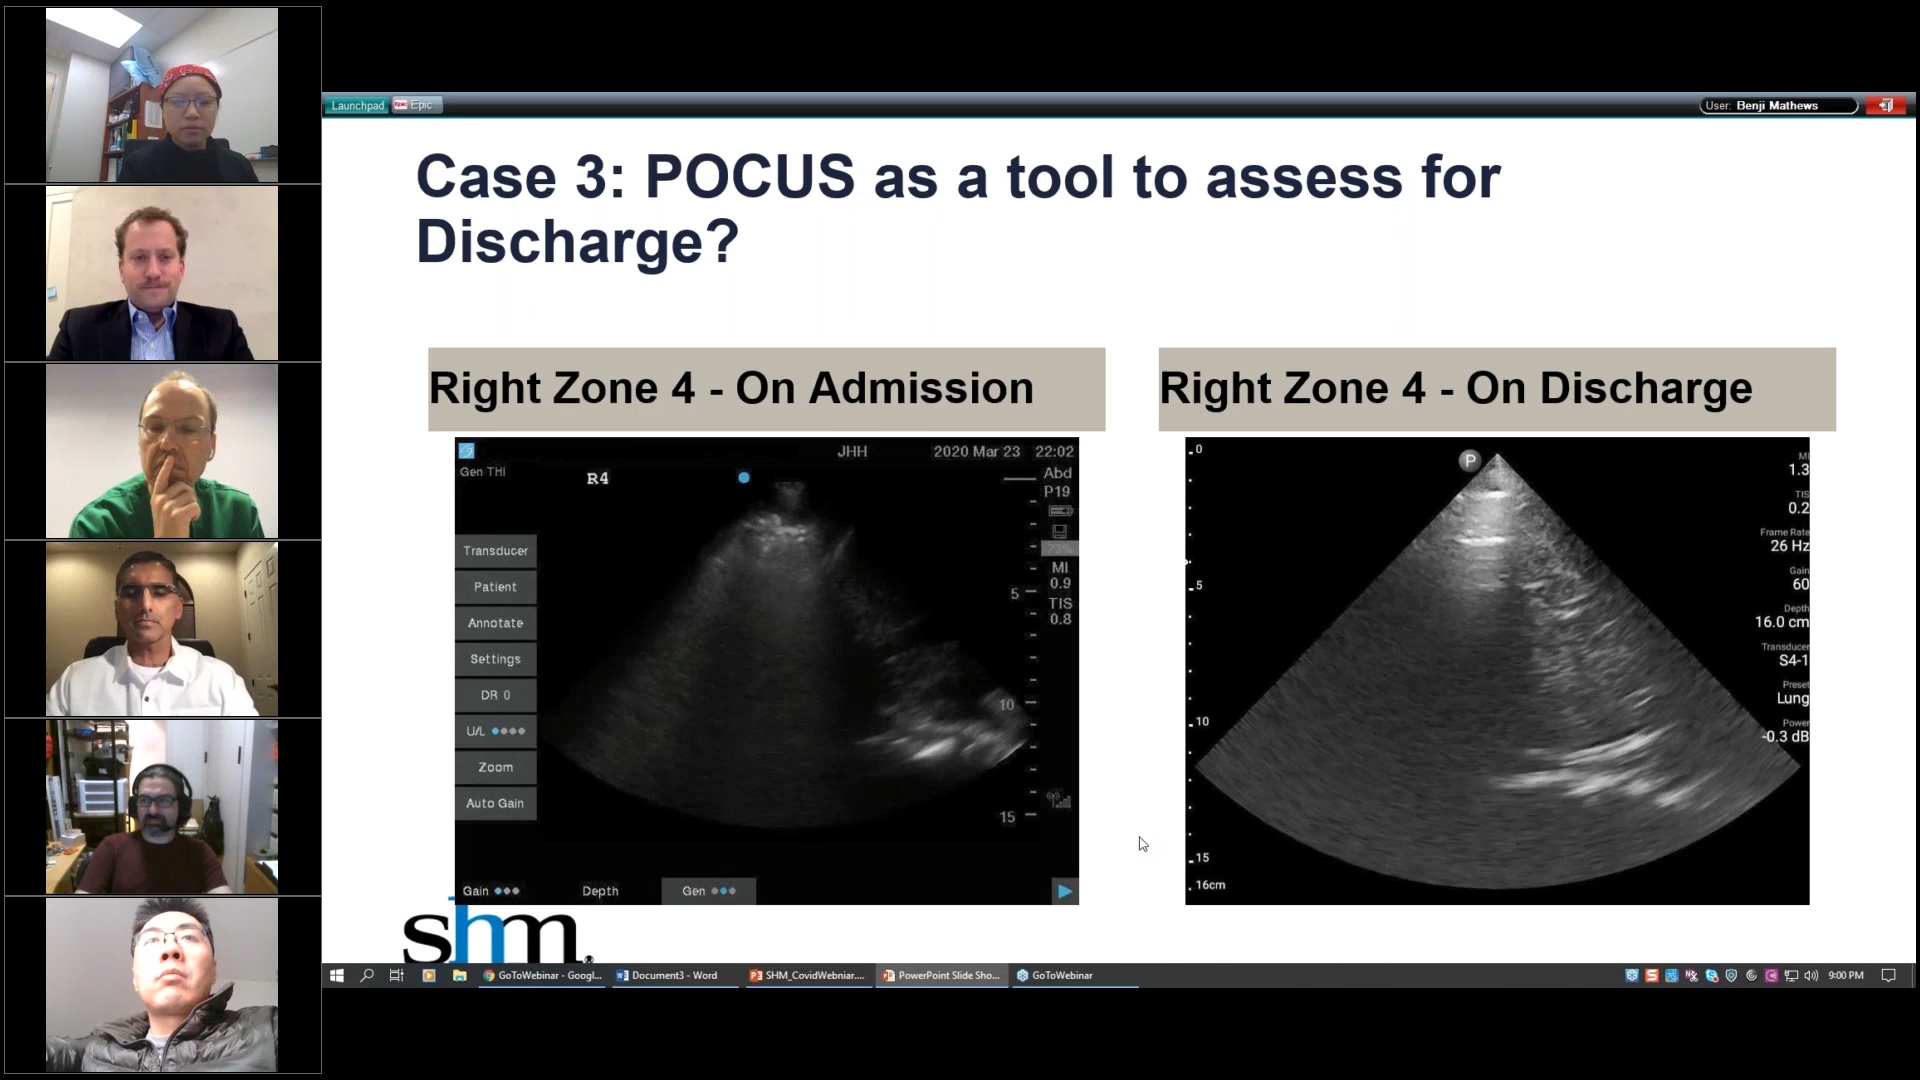 Launchpad Epic Epic User: Benji Mathews
Case 3: POCUS as a tool to assess for
Discharge?
Right Zone 4 - On Admission
JHH 2020 Mar 23 22:02
Gen THI
R4
Abd
P19
MI
0.9
TIS
0.8
5
10
15
Transducer
Patient
Annotate
Settings
DR 0
U/L
Zoom
Auto Gain
Gain Depth Gen
Right Zone 4 - On Discharge
P
0
5
10
15
16cm
MI
1.3
TIS
0.2
Frame Rate
26 Hz
Gain
60
Depth
16.0 cm
Transducer
S4-1
Preset
Lung
Power
-0.3 dB
shm
GoToWebinar - Googl... Document3 - Word SHM_CovidWebniar.... PowerPoint Slide Sho... GoToWebinar 9:00 PM